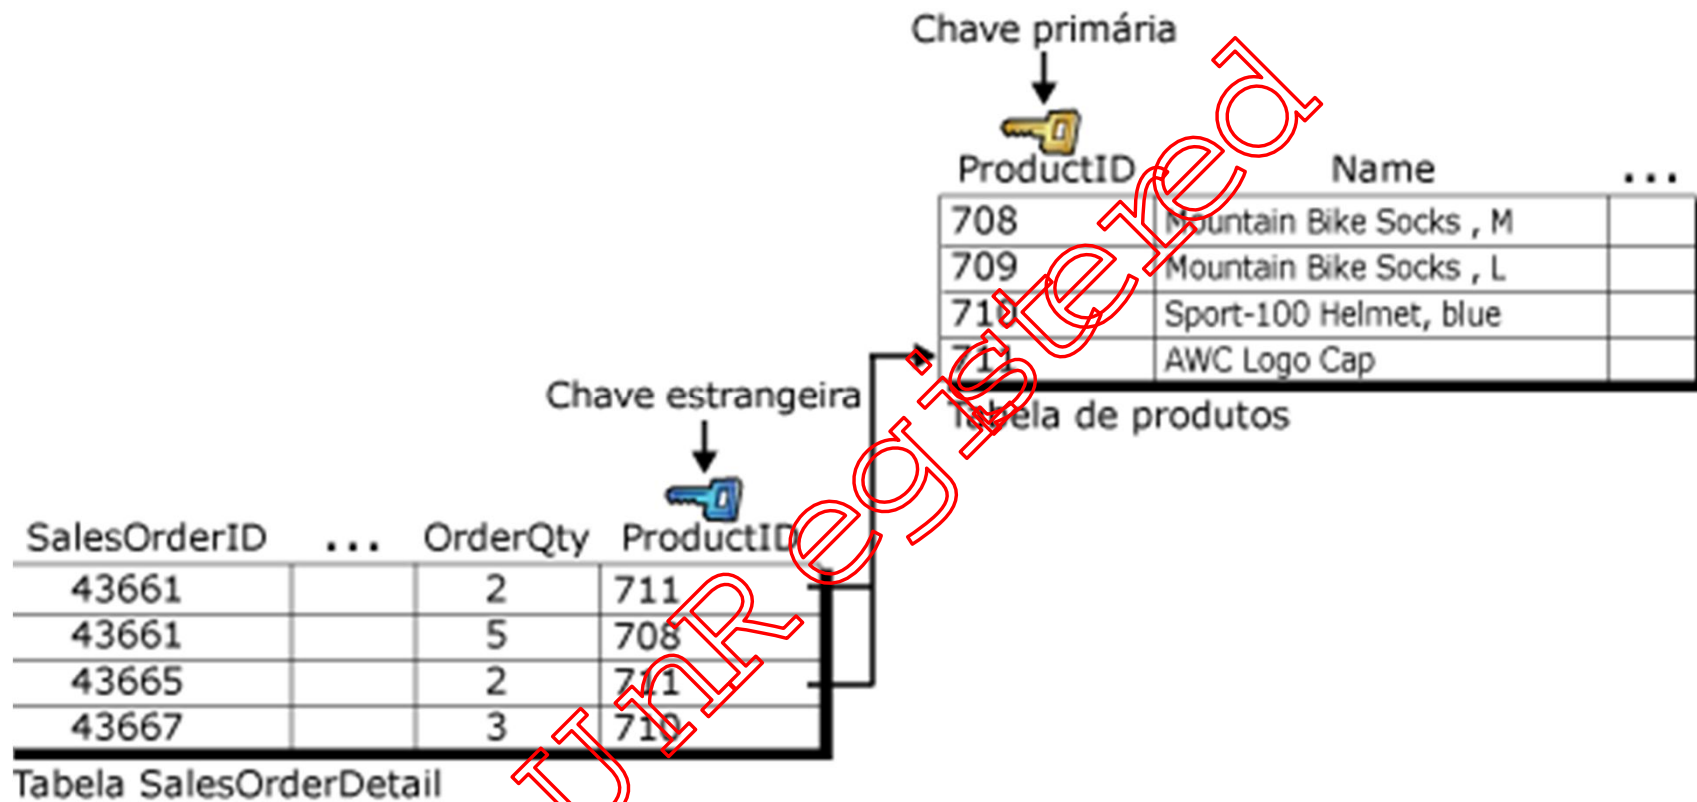 Chave primária
ProductID Name ...
708 Mountain Bike Socks , M
709 Mountain Bike Socks , L
710 Sport-100 Helmet, blue
711 AWC Logo Cap
Tabela de produtos
Chave estrangeira
SalesOrderID ... OrderQty ProductID
43661 2 711
43661 5 708
43665 2 711
43667 3 710
Tabela SalesOrderDetail
UnRegistered